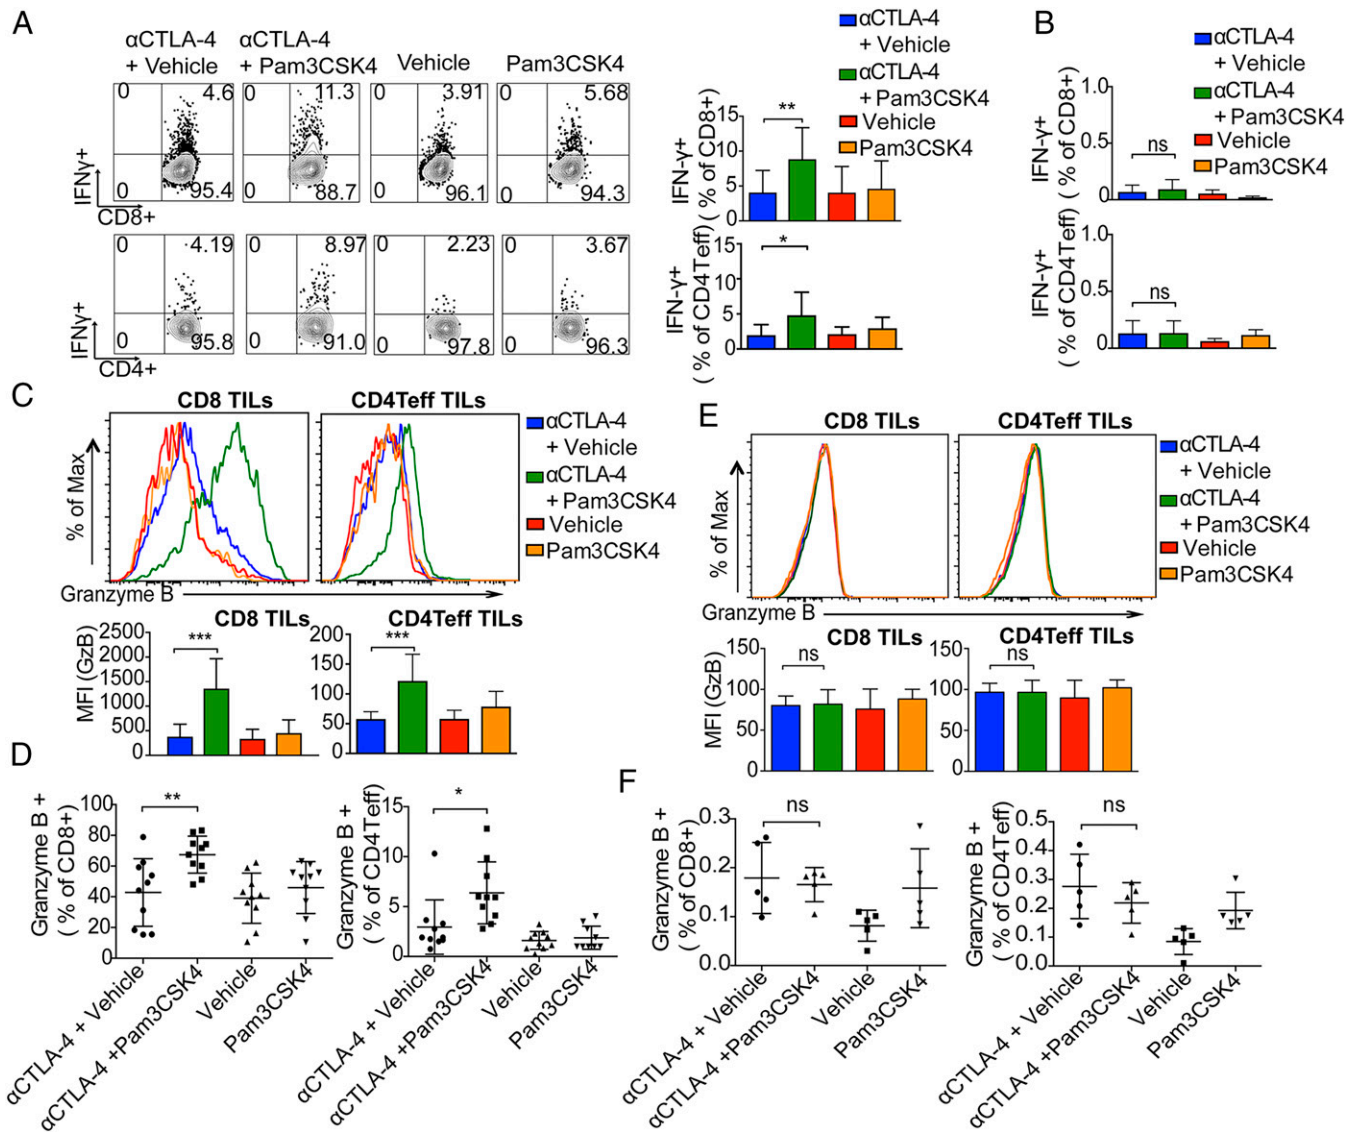 A
αCTLA-4
+ Vehicle
αCTLA-4
+ Pam3CSK4
Vehicle
Pam3CSK4
0 4.6
0 95.4
0 11.3
0 88.7
0 3.91
0 96.1
0 5.68
0 94.3
IFNγ+
CD8+
0 4.19
0 95.8
0 8.97
0 91.0
0 2.23
0 97.8
0 3.67
0 96.3
IFNγ+
CD4+
αCTLA-4
+ Vehicle
αCTLA-4
+ Pam3CSK4
Vehicle
Pam3CSK4
IFN-γ+
( % of CD8+)
15
10
5
0
**
IFN-γ+
( % of CD4Teff)
15
10
5
0
*
B
αCTLA-4
+ Vehicle
αCTLA-4
+ Pam3CSK4
Vehicle
Pam3CSK4
IFN-γ+
( % of CD8+)
1.0
0.5
0
ns
IFN-γ+
( % of CD4Teff)
1.0
0.5
0
ns
C
CD8 TILs
CD4Teff TILs
% of Max
Granzyme B
αCTLA-4
+ Vehicle
αCTLA-4
+ Pam3CSK4
Vehicle
Pam3CSK4
CD8 TILs
MFI (GzB)
2500
2000
1500
1000
500
0
***
CD4Teff TILs
200
150
100
50
0
***
D
Granzyme B +
( % of CD8+)
100
80
60
40
20
0
**
αCTLA-4 + Vehicle
αCTLA-4 +Pam3CSK4
Vehicle
Pam3CSK4
Granzyme B +
( % of CD4Teff)
15
10
5
0
*
αCTLA-4 + Vehicle
αCTLA-4 +Pam3CSK4
Vehicle
Pam3CSK4
E
CD8 TILs
CD4Teff TILs
% of Max
Granzyme B
αCTLA-4
+ Vehicle
αCTLA-4
+ Pam3CSK4
Vehicle
Pam3CSK4
CD8 TILs
MFI (GzB)
150
100
50
0
ns
CD4Teff TILs
150
100
50
0
ns
F
Granzyme B +
( % of CD8+)
0.3
0.2
0.1
0.0
ns
αCTLA-4 + Vehicle
αCTLA-4 +Pam3CSK4
Vehicle
Pam3CSK4
Granzyme B +
( % of CD4Teff)
0.5
0.4
0.3
0.2
0.1
0.0
ns
αCTLA-4 + Vehicle
αCTLA-4 +Pam3CSK4
Vehicle
Pam3CSK4